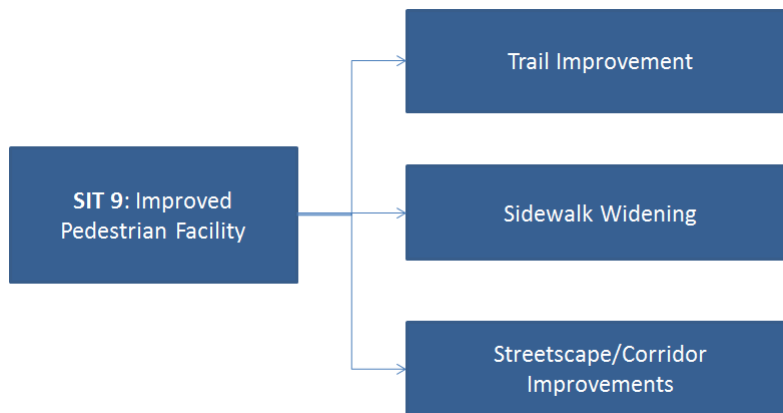 SIT 9: Improved
Pedestrian Facility
Trail Improvement
Sidewalk Widening
Streetscape/Corridor
Improvements